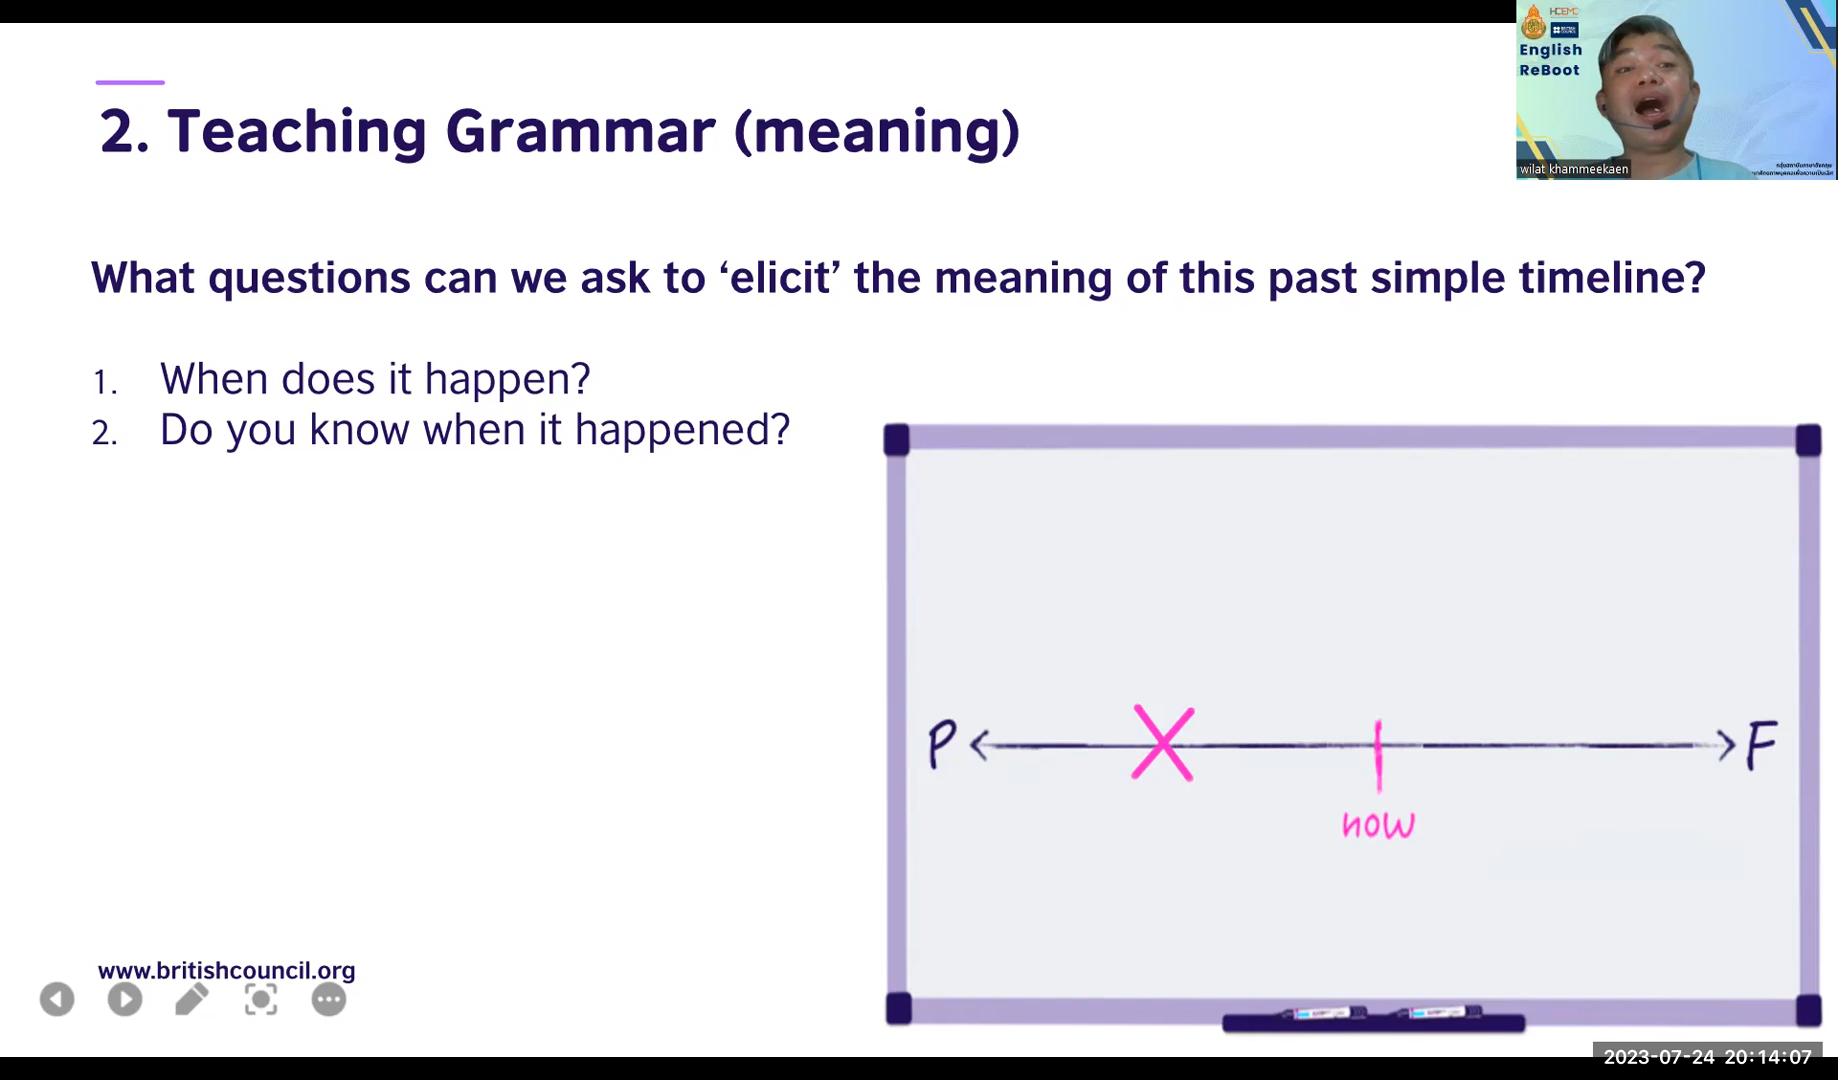 2. Teaching Grammar (meaning)
English
ReBoot
wilat khammeekaen
What questions can we ask to ‘elicit’ the meaning of this past simple timeline?
1. When does it happen?
2. Do you know when it happened?
P
F
now
www.britishcouncil.org
2023-07-24 20:14:07